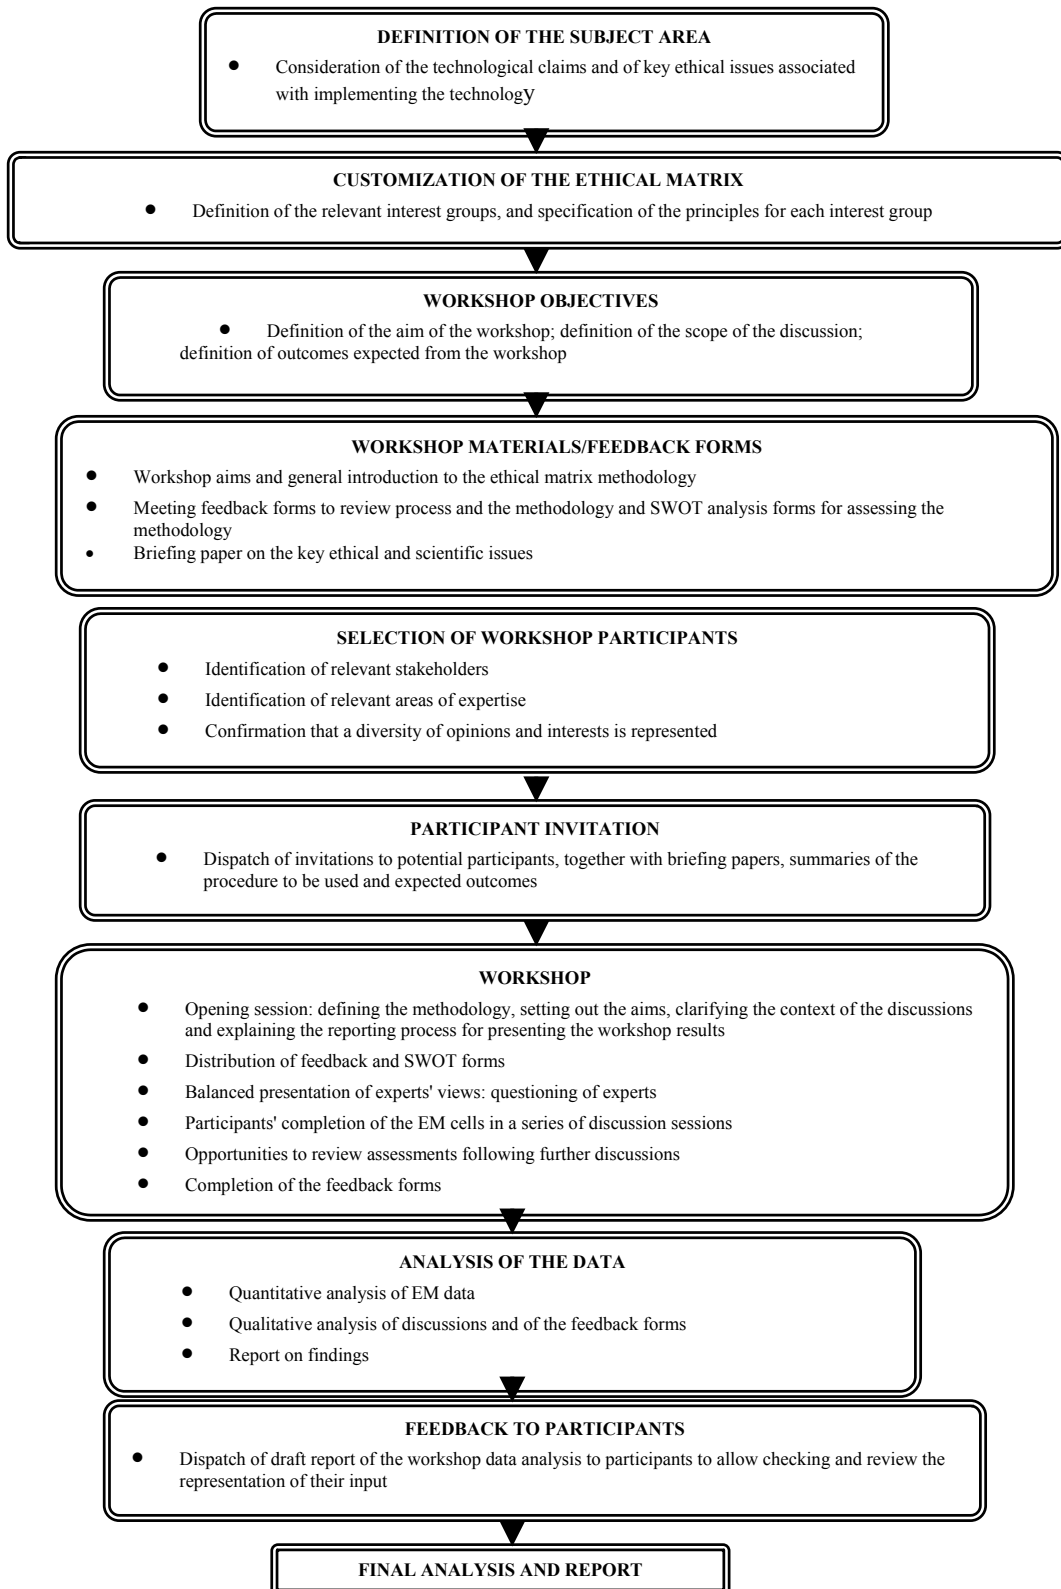 DEFINITION OF THE SUBJECT AREA
• Consideration of the technological claims and of key ethical issues associated
with implementing the technology
CUSTOMIZATION OF THE ETHICAL MATRIX
• Definition of the relevant interest groups, and specification of the principles for each interest group
WORKSHOP OBJECTIVES
• Definition of the aim of the workshop; definition of the scope of the discussion;
definition of outcomes expected from the workshop
WORKSHOP MATERIALS/FEEDBACK FORMS
• Workshop aims and general introduction to the ethical matrix methodology
• Meeting feedback forms to review process and the methodology and SWOT analysis forms for assessing the
methodology
• Briefing paper on the key ethical and scientific issues
SELECTION OF WORKSHOP PARTICIPANTS
• Identification of relevant stakeholders
• Identification of relevant areas of expertise
• Confirmation that a diversity of opinions and interests is represented
PARTICIPANT INVITATION
• Dispatch of invitations to potential participants, together with briefing papers, summaries of the
procedure to be used and expected outcomes
WORKSHOP
• Opening session: defining the methodology, setting out the aims, clarifying the context of the discussions
and explaining the reporting process for presenting the workshop results
• Distribution of feedback and SWOT forms
• Balanced presentation of experts' views: questioning of experts
• Participants' completion of the EM cells in a series of discussion sessions
• Opportunities to review assessments following further discussions
• Completion of the feedback forms
ANALYSIS OF THE DATA
• Quantitative analysis of EM data
• Qualitative analysis of discussions and of the feedback forms
• Report on findings
FEEDBACK TO PARTICIPANTS
• Dispatch of draft report of the workshop data analysis to participants to allow checking and review the
representation of their input
FINAL ANALYSIS AND REPORT